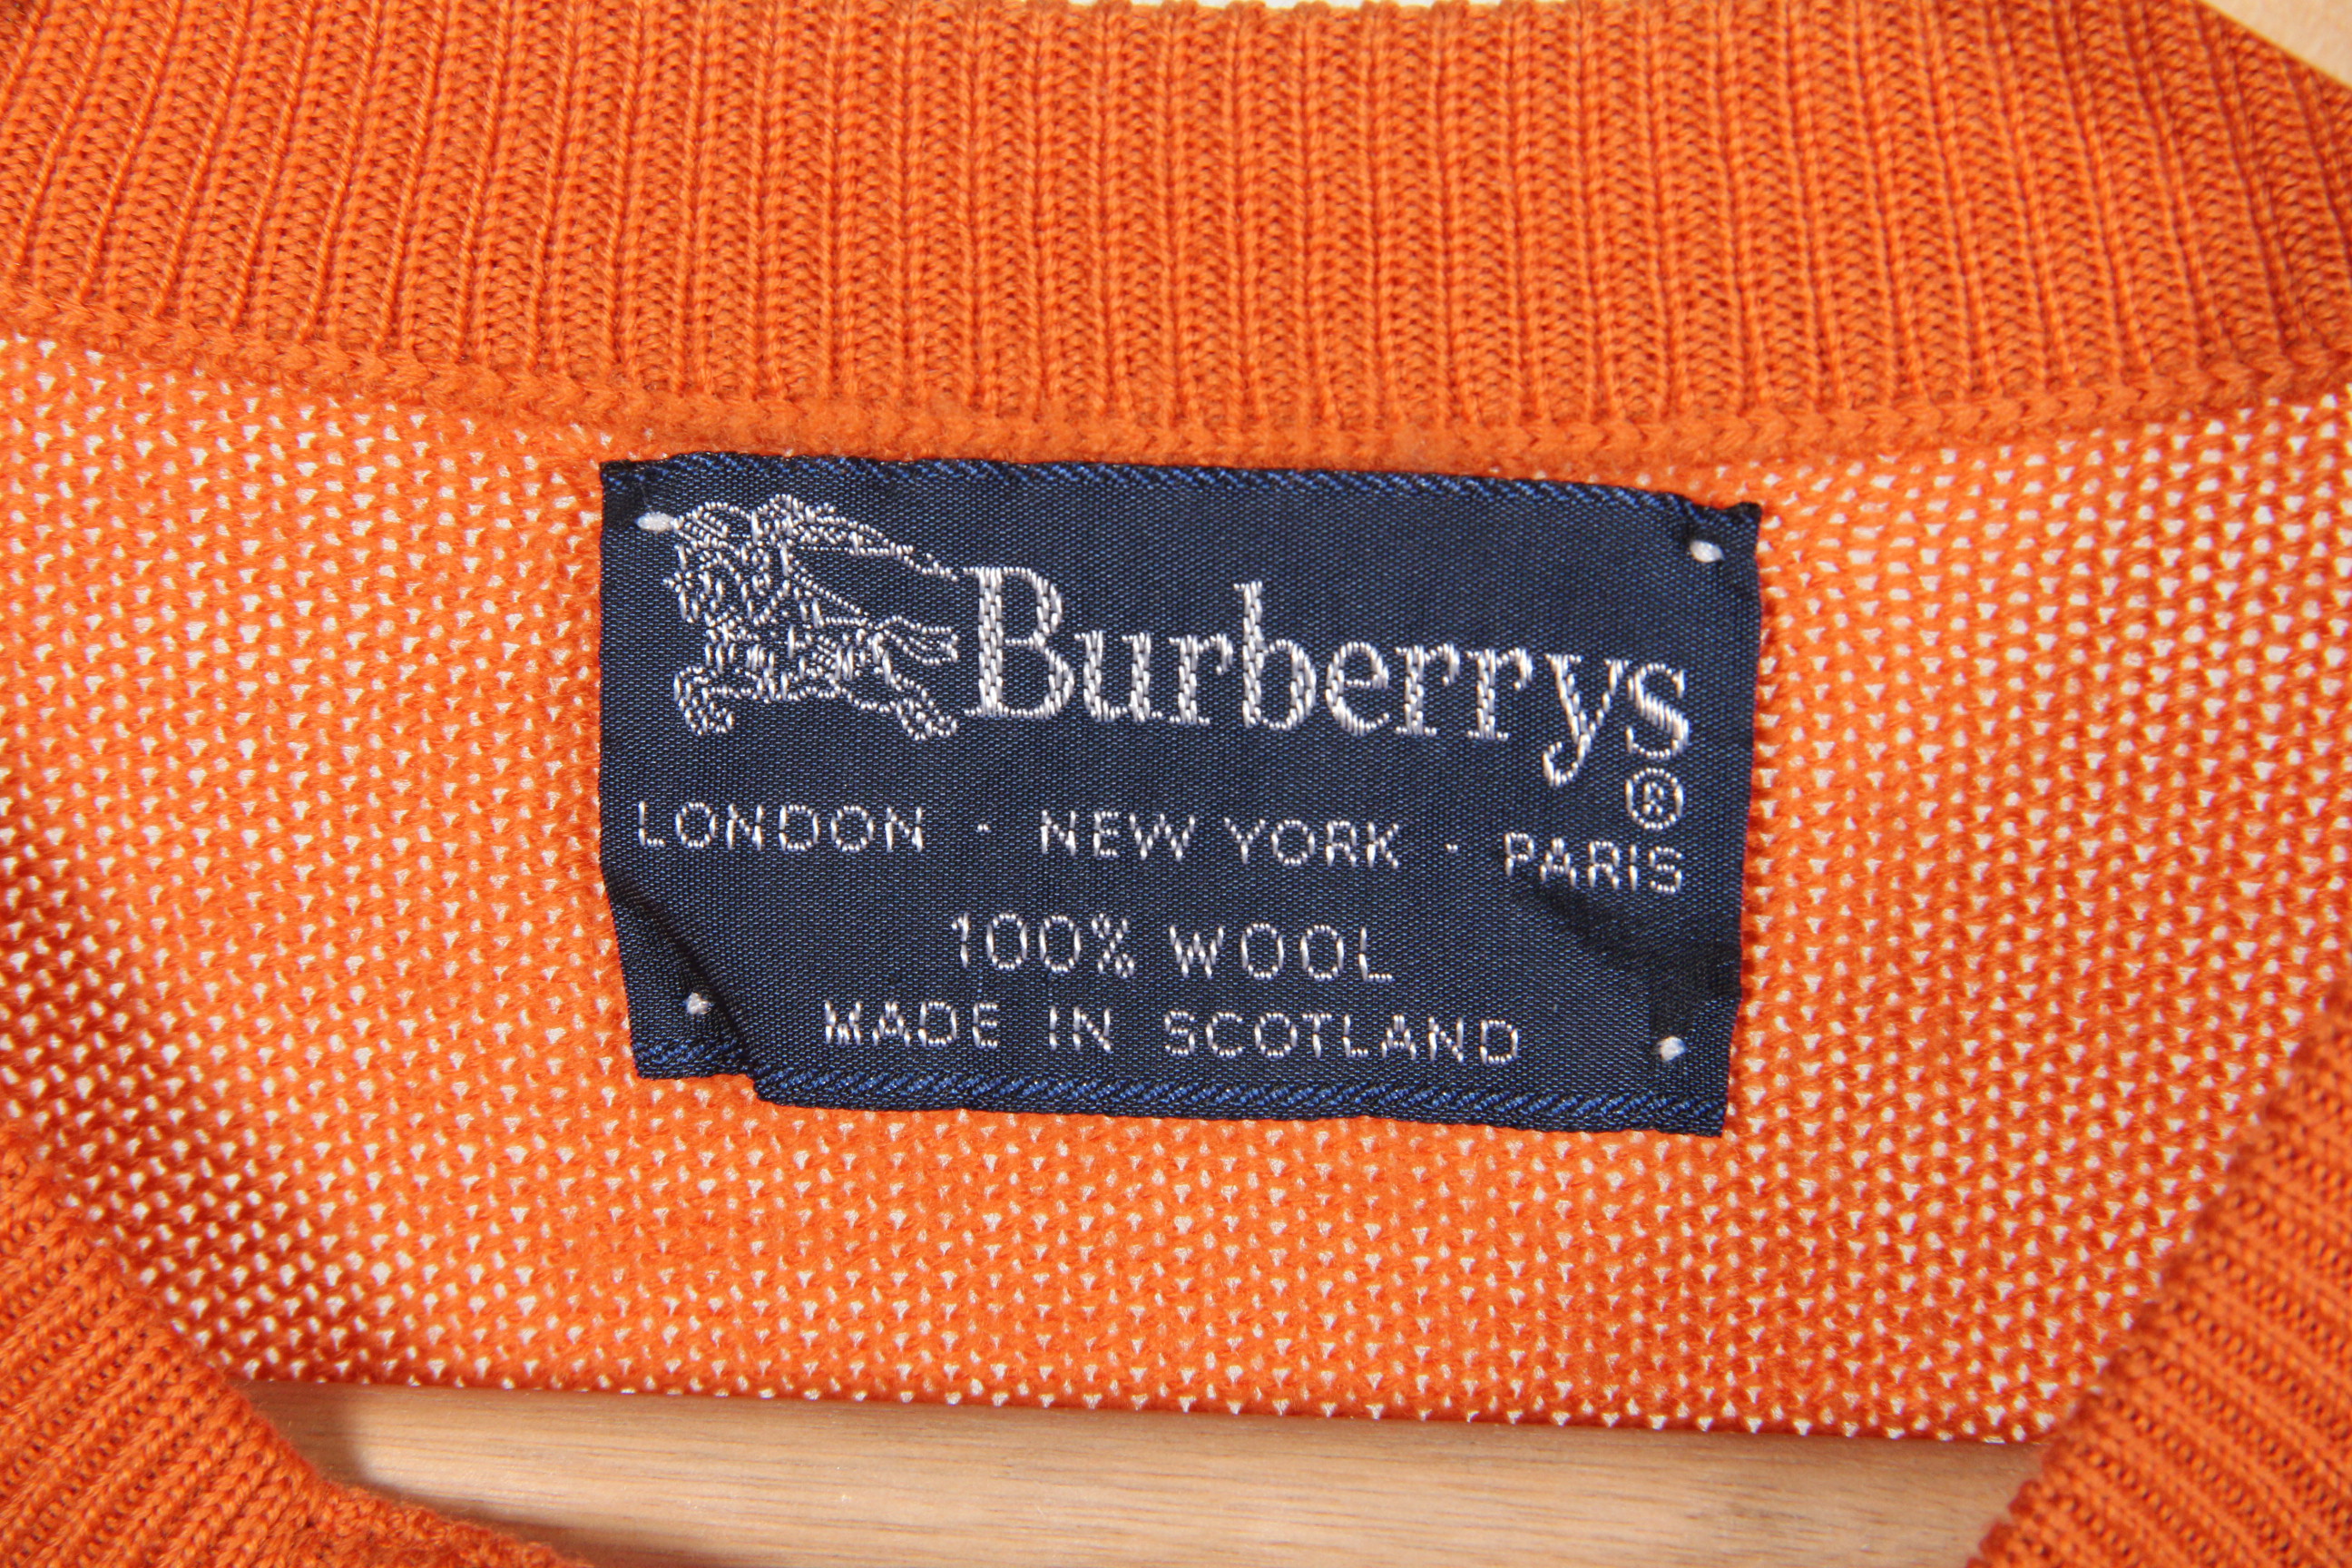 Burberrys®
LONDON · NEW YORK · PARIS
100% WOOL
MADE IN SCOTLAND